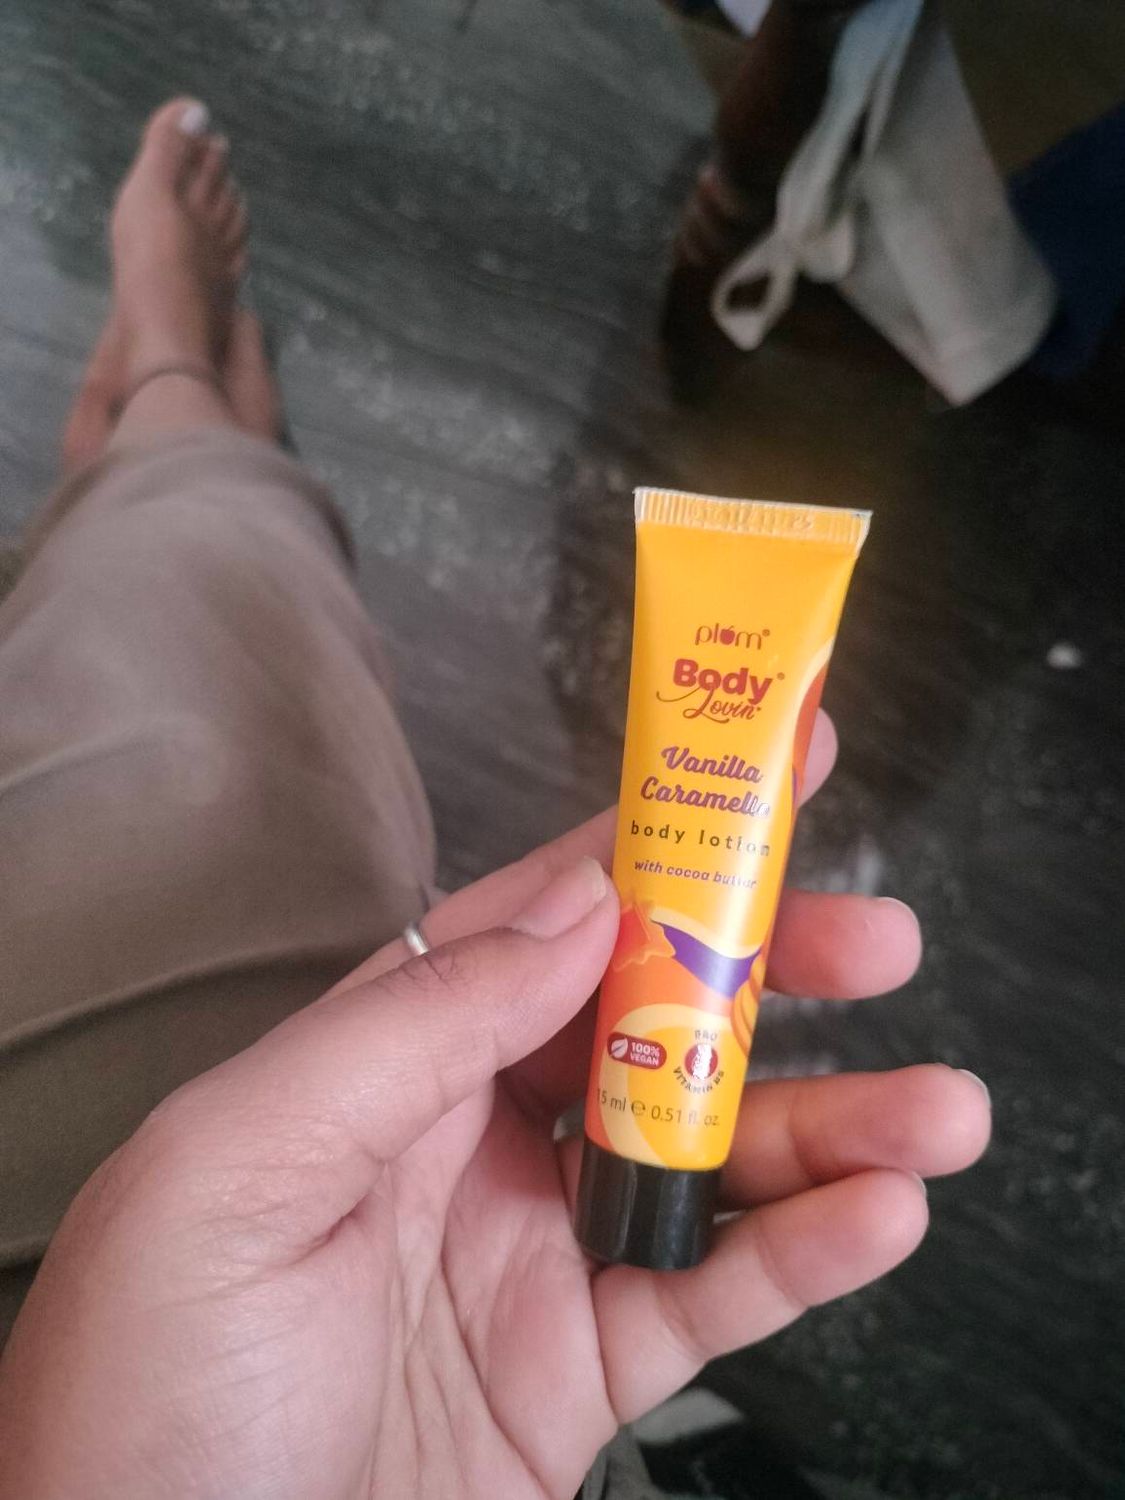 plum®
Body®
Lovin'
Vanilla
Caramello
body lotion
with cocoa butter
100%
VEGAN
PRO
VITAMIN B5
15 ml ℮ 0.51 fl. oz.